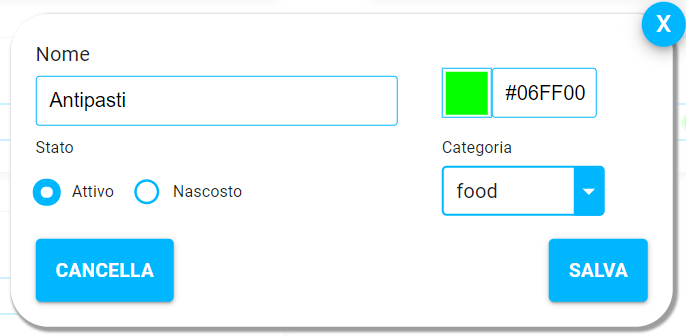 X
Nome
Antipasti
#06FF00
Stato
Categoria
Attivo
Nascosto
food
CANCELLA
SALVA